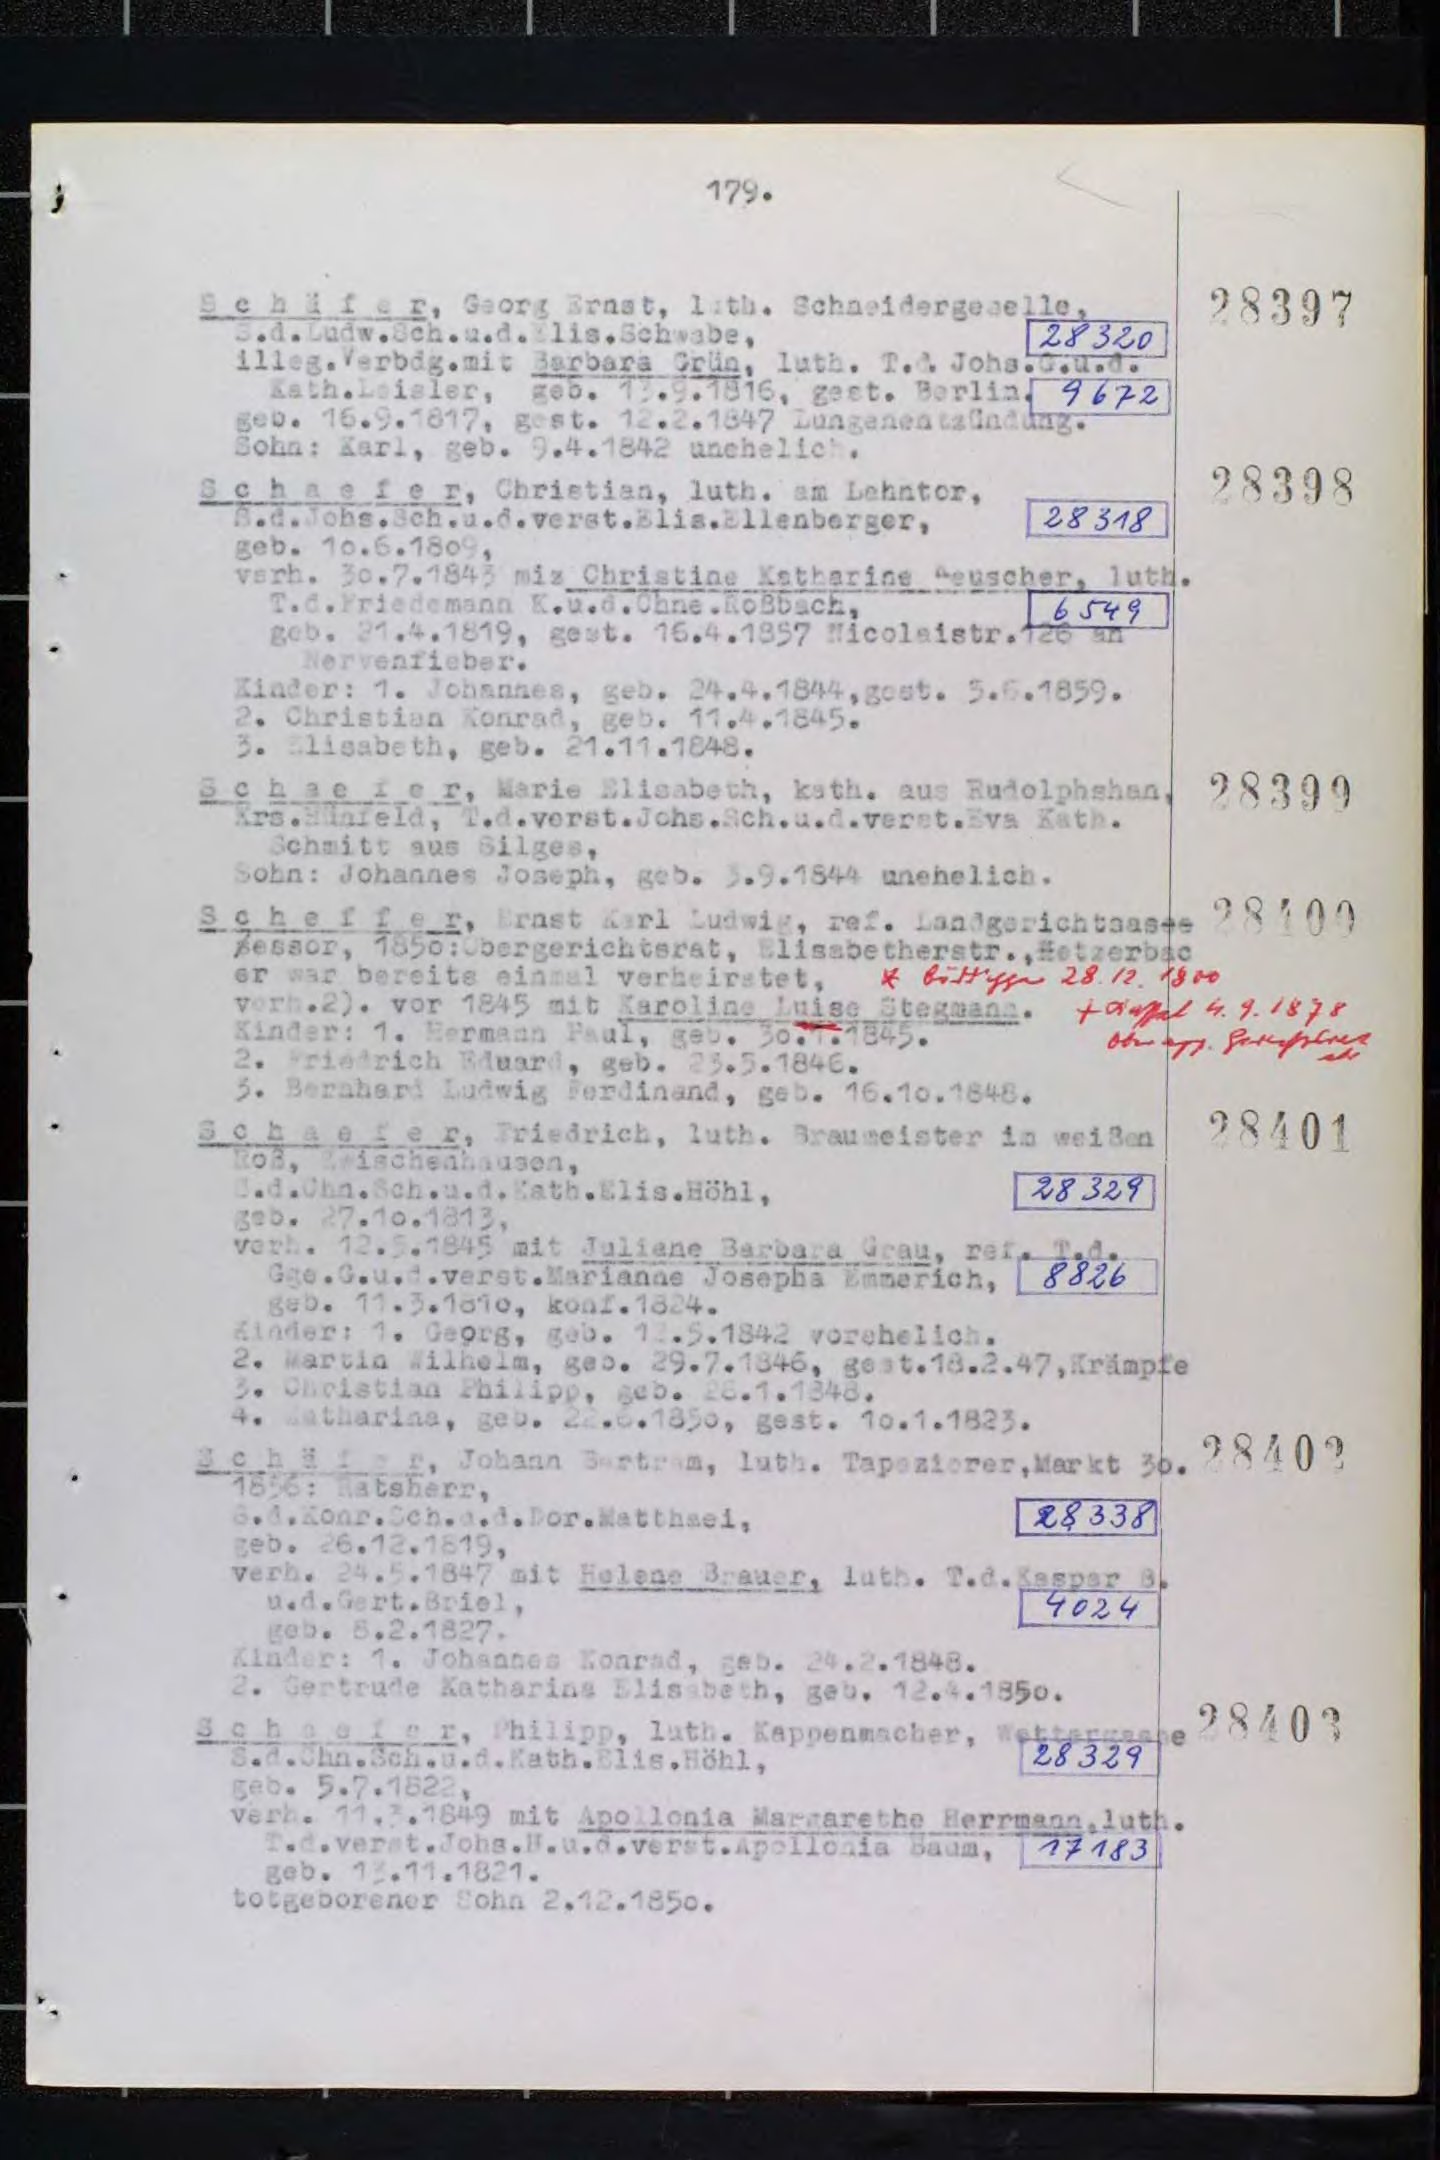 179.
Schäfer, Georg Ernst, luth. Schneidergeselle, 28397
S.d.Ludw.Sch.u.d.Elis.Schwabe, 28320
illeg.Verbdg.mit Barbara Grün, luth. T.d. Johs.G.u.d.
Kath.Leisler, geb. 13.9.1816, gest. Berlin. 9672
geb. 16.9.1817, gest. 12.2.1847 Lungenentzündung.
Sohn: Karl, geb. 9.4.1842 unehelich.
Schaefer, Christian, luth. am Lahntor, 28398
S.d.Johs.Sch.u.d.verst.Elis.Ellenberger, 28318
geb. 10.6.1809,
verh. 30.7.1843 miz Christine Katharine Keuscher, luth.
T.d.Friedemann K.u.d.Chne.Roßbach, 6549
geb. 21.4.1819, gest. 16.4.1857 Nicolaistr.126 an
Nervenfieber.
Kinder: 1. Johannes, geb. 24.4.1844,gest. 5.6.1859.
2. Christian Konrad, geb. 11.4.1845.
3. Elisabeth, geb. 21.11.1848.
Schaefer, Marie Elisabeth, kath. aus Rudolphshan, 28399
Krs.Hünfeld, T.d.verst.Johs.Sch.u.d.verst.Eva Kath.
Schmitt aus Silges,
Sohn: Johannes Joseph, geb. 3.9.1844 unehelich.
Scheffer, Ernst Karl Ludwig, ref. Landgerichtsasse 28400
sessor, 1850:Obergerichtsrat, Elisabetherstr.,Metzerbac
er war bereits einmal verheiratet, * 28.12.1800
verh.2). vor 1845 mit Karoline Luise Stegmann. + Kassel 4.9.1878
Kinder: 1. Hermann Paul, geb. 30.1.1845.
2. Friedrich Eduard, geb. 23.5.1846.
3. Bernhard Ludwig Ferdinand, geb. 16.10.1848.
Schaefer, Friedrich, luth. Braumeister im weißen 28401
Roß, Zwischenhausen,
S.d.Chn.Sch.u.d.Kath.Elis.Höhl, 28329
geb. 27.10.1813,
verh. 12.5.1845 mit Juliane Barbara Grau, ref. T.d.
Gge.G.u.d.verst.Marianne Josepha Emmerich, 8826
geb. 11.3.1810, konf.1824.
Kinder: 1. Georg, geb. 5.1842 vorehelich.
2. Martin Wilhelm, geb. 29.7.1846, gest.18.2.47,Krämpfe
3. Christian Philipp, geb. 28.1.1848.
4. Katharina, geb. 22.6.1850, gest. 10.1.1823.
Schäfer, Johann Bertram, luth. Tapezierer,Markt 30. 28402
1856: Ratsherr,
S.d.Konr.Sch.u.d.Dor.Matthaei, 28338
geb. 26.12.1819,
verh. 24.5.1847 mit Helene Brauer, luth. T.d.Kaspar B.
u.d.Gert.Briel, 4024
geb. 8.2.1827.
Kinder: 1. Johannes Konrad, geb. 24.2.1848.
2. Gertrude Katharina Elisabeth, geb. 12.4.1850.
Schaefer, Philipp, luth. Kappenmacher, Wettergasse 28403
S.d.Chn.Sch.u.d.Kath.Elis.Höhl, 28329
geb. 5.7.1822,
verh. 11.3.1849 mit Apollonia Margarethe Herrmann,luth.
T.d.verst.Johs.H.u.d.verst.Apollonia Baum, 17183
geb. 13.11.1821.
totgeborener Sohn 2.12.1850.